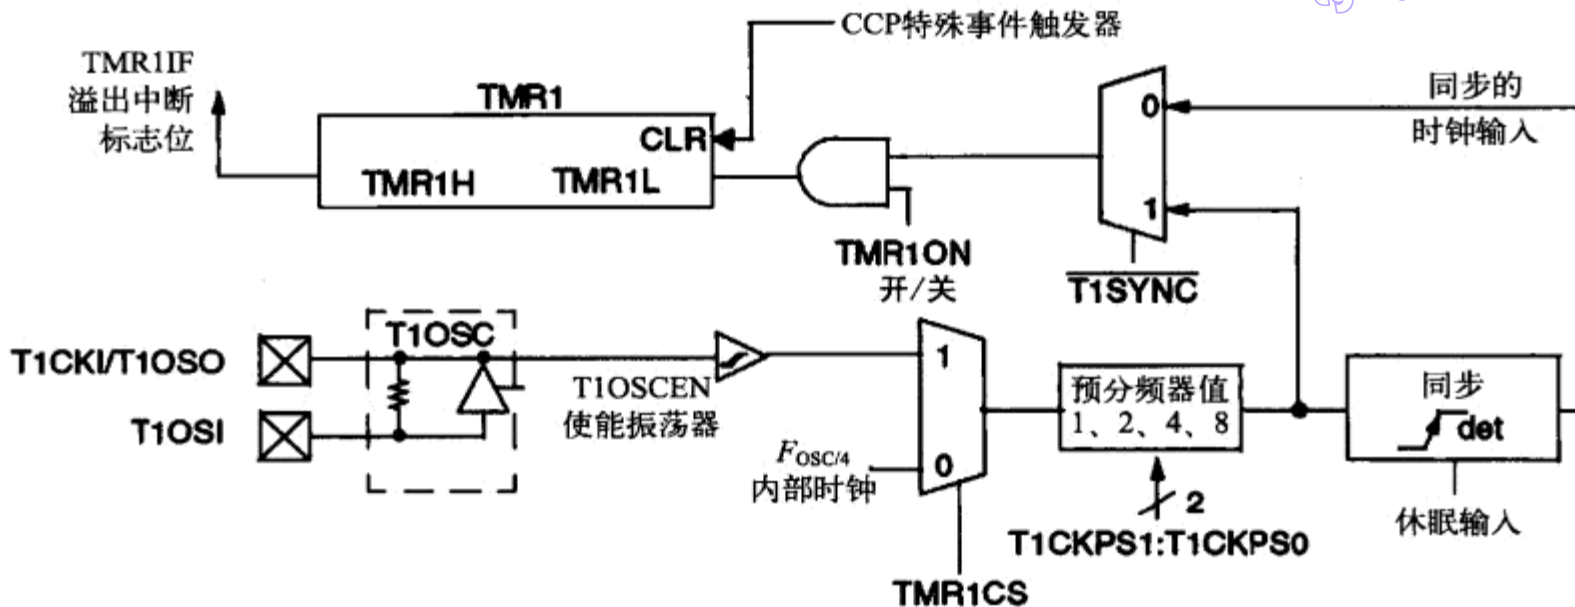 CCP特殊事件触发器
TMR1IF
溢出中断
标志位
TMR1
CLR
TMR1H
TMR1L
0
1
同步的
时钟输入
TMR1ON
开/关
T1SYNC
T1CKI/T1OSO
T1OSC
T1OSI
T1OSCEN
使能振荡器
1
0
FOSC/4
内部时钟
TMR1CS
预分频器值
1、2、4、8
2
T1CKPS1:T1CKPS0
同步
det
休眠输入